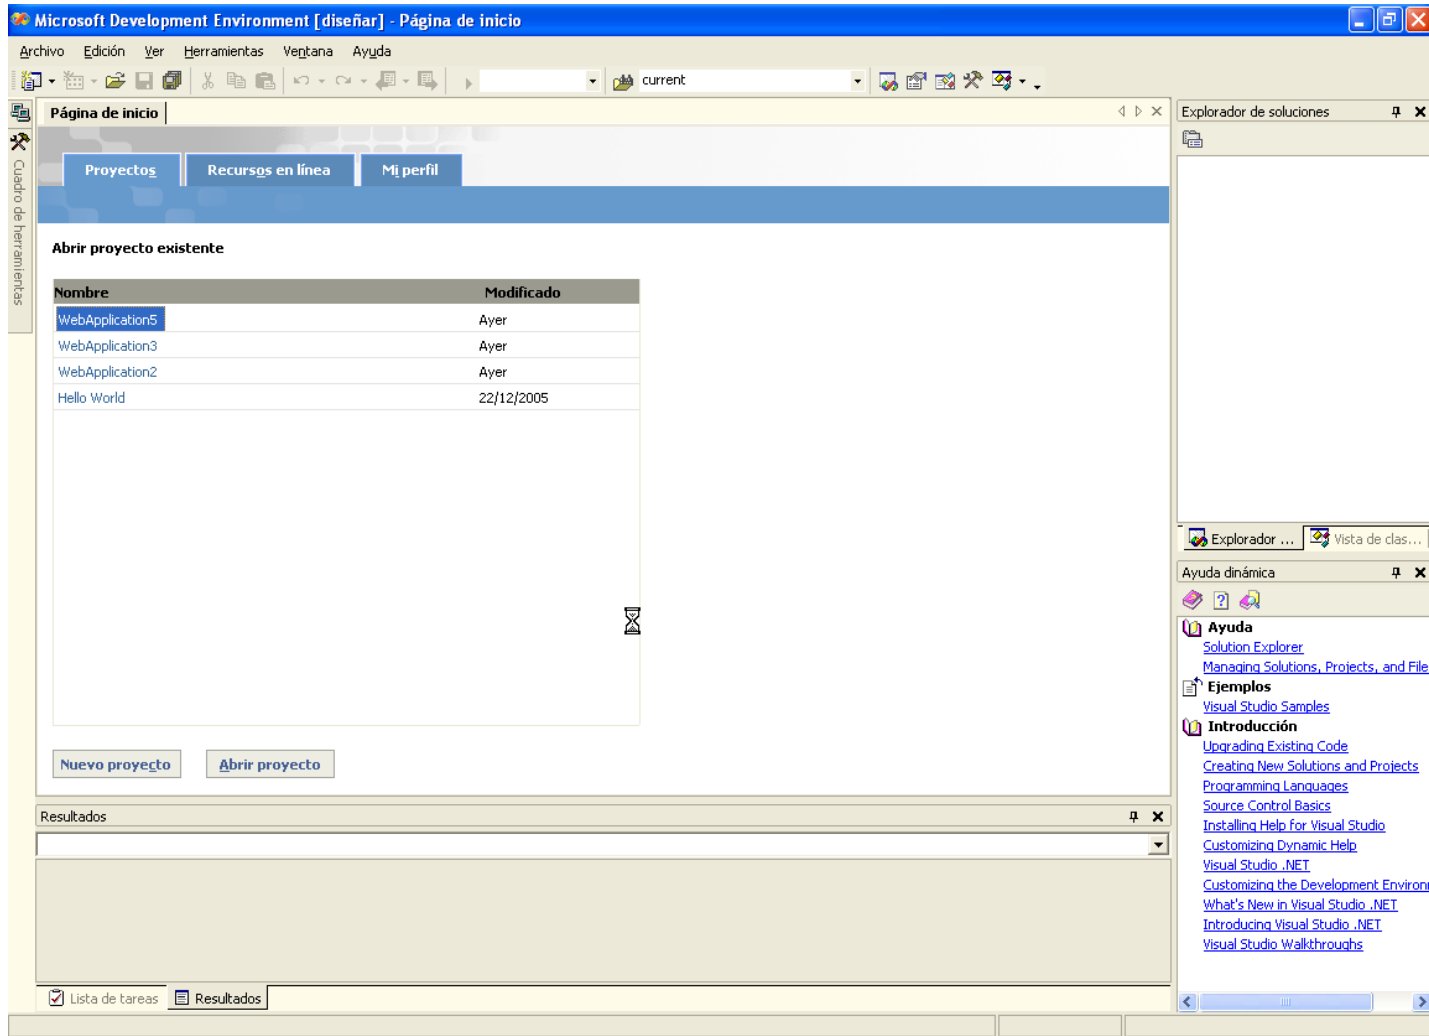 Microsoft Development Environment [diseñar] - Página de inicio
Archivo Edición Ver Herramientas Ventana Ayuda
current
Página de inicio
Explorador de soluciones
Cuadro de herramientas
Proyectos Recursos en línea Mi perfil
Abrir proyecto existente
Nombre Modificado
WebApplication5 Ayer
WebApplication3 Ayer
WebApplication2 Ayer
Hello World 22/12/2005
Nuevo proyecto Abrir proyecto
Explorador ... Vista de clas...
Ayuda dinámica
Ayuda
Solution Explorer
Managing Solutions, Projects, and File
Ejemplos
Visual Studio Samples
Introducción
Upgrading Existing Code
Creating New Solutions and Projects
Programming Languages
Source Control Basics
Installing Help for Visual Studio
Customizing Dynamic Help
Visual Studio .NET
Customizing the Development Environ
What's New in Visual Studio .NET
Introducing Visual Studio .NET
Visual Studio Walkthroughs
Resultados
Lista de tareas Resultados